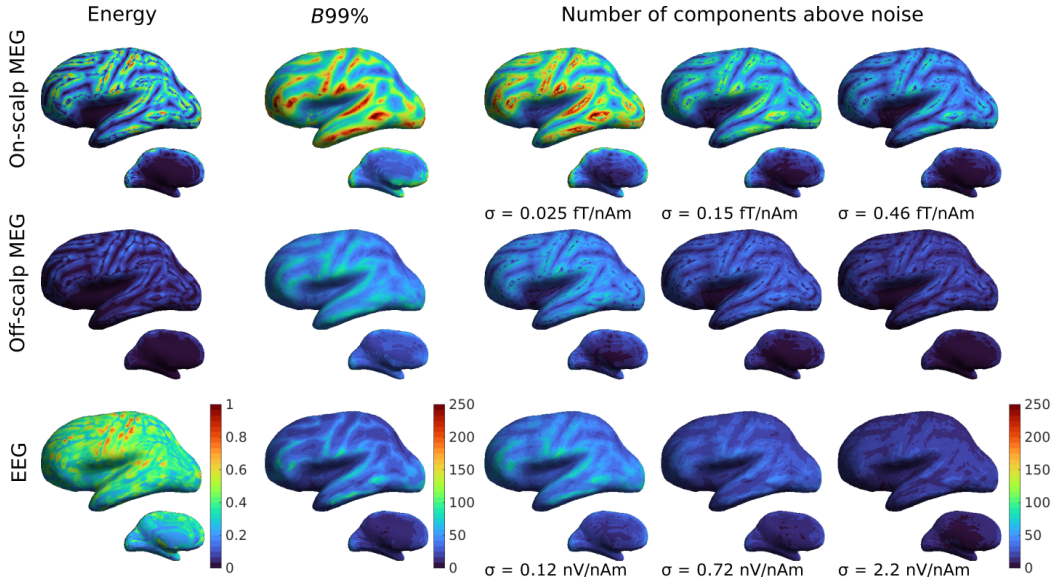 Energy
B99%
Number of components above noise
On-scalp MEG
σ = 0.025 fT/nAm
σ = 0.15 fT/nAm
σ = 0.46 fT/nAm
Off-scalp MEG
EEG
1
0.8
0.6
0.4
0.2
0
250
200
150
100
50
0
250
200
150
100
50
0
σ = 0.12 nV/nAm
σ = 0.72 nV/nAm
σ = 2.2 nV/nAm